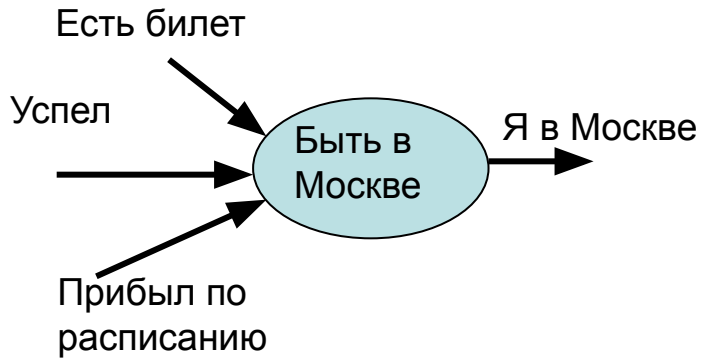 Есть билет
Успел
Быть в
Москве
Я в Москве
Прибыл по
расписанию